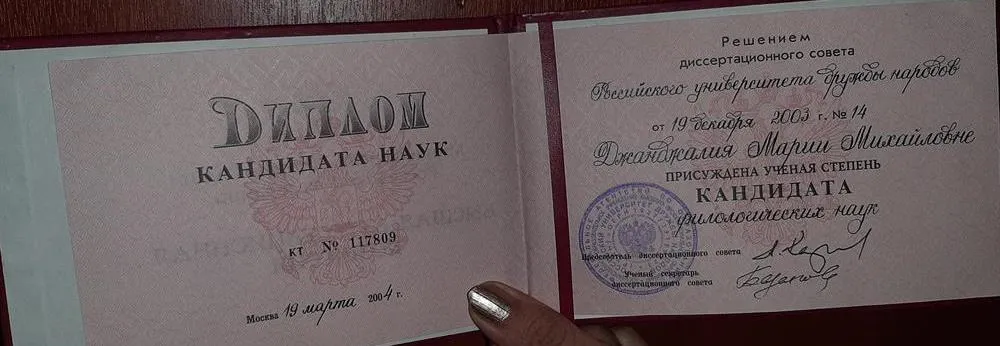 ДИПЛОМ
КАНДИДАТА НАУК
КТ № 117809
Москва 19 марта 2004 г.
Решением
диссертационного совета
Российского университета дружбы народов
от 19 декабря 2003 г. № 14
Джанджалия Марии Михайловне
ПРИСУЖДЕНА УЧЕНАЯ СТЕПЕНЬ
КАНДИДАТА
филологических наук
Председатель диссертационного совета
Ученый секретарь
диссертационного совета